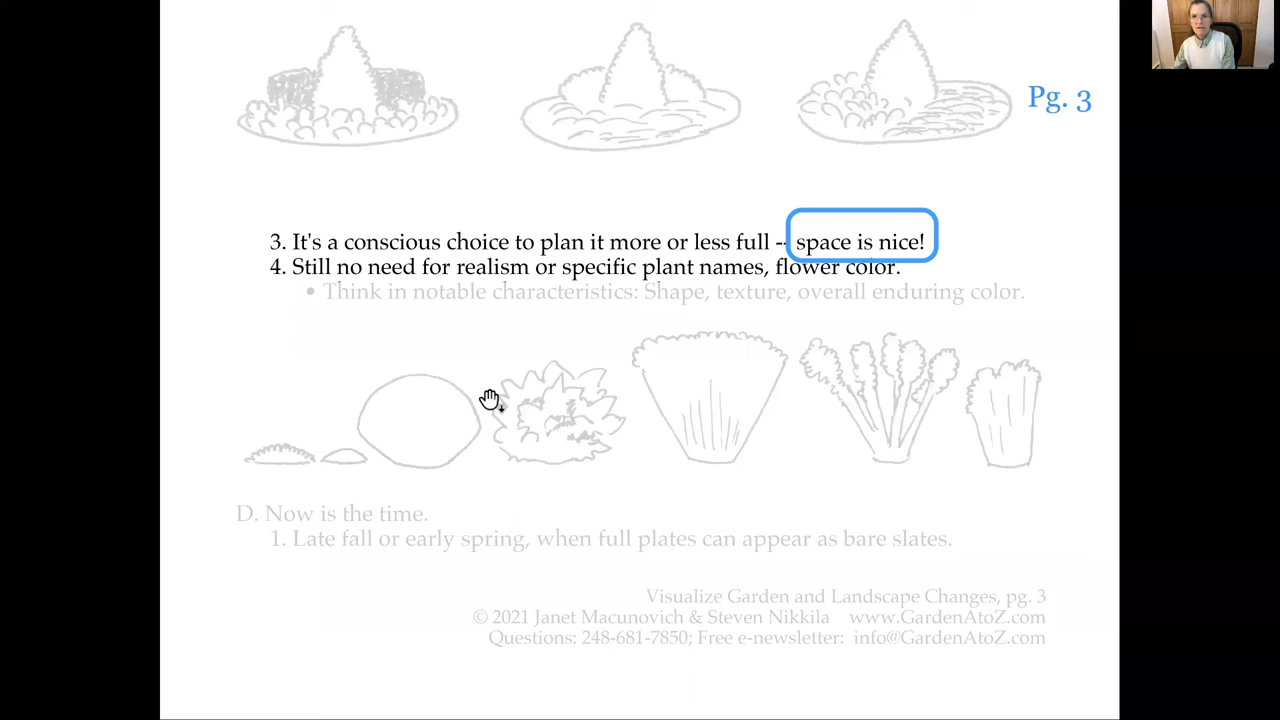 Pg. 3
3. It's a conscious choice to plan it more or less full -- space is nice!
4. Still no need for realism or specific plant names, flower color.
• Think in notable characteristics: Shape, texture, overall enduring color.
D. Now is the time.
1. Late fall or early spring, when full plates can appear as bare slates.
Visualize Garden and Landscape Changes, pg. 3
© 2021 Janet Macunovich & Steven Nikkila www.GardenAtoZ.com
Questions: 248-681-7850; Free e-newsletter: info@GardenAtoZ.com